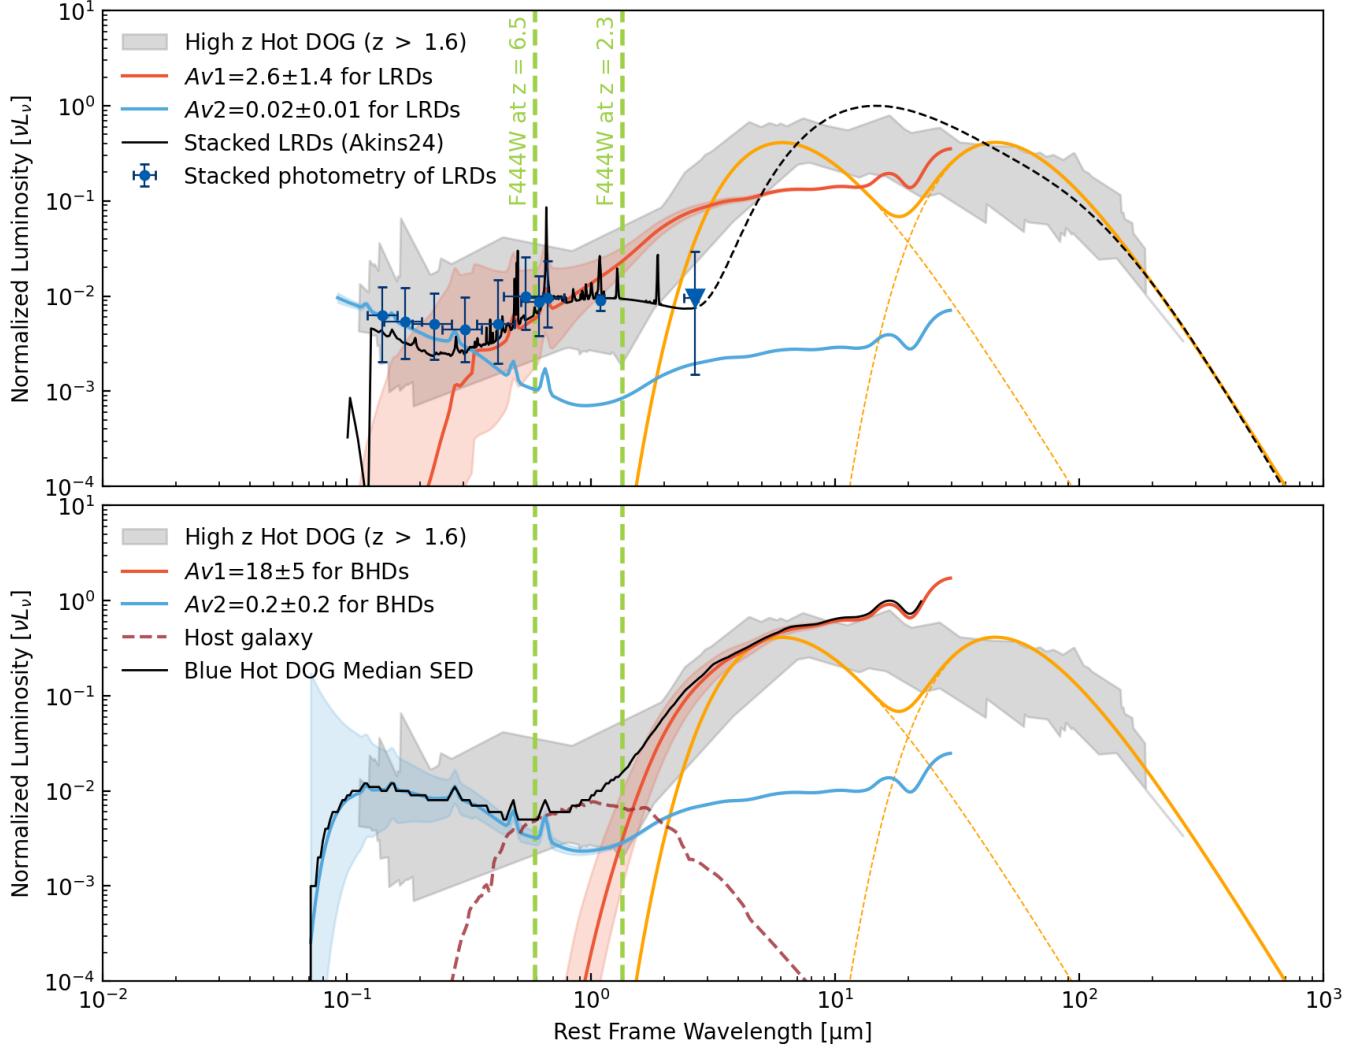 10^1
10^0
10^-1
10^-2
10^-3
10^-4
Normalized Luminosity [νL_ν]
High z Hot DOG (z > 1.6)
Av1=2.6±1.4 for LRDs
Av2=0.02±0.01 for LRDs
Stacked LRDs (Akins24)
Stacked photometry of LRDs
F444W at z = 6.5
F444W at z = 2.3
10^1
10^0
10^-1
10^-2
10^-3
10^-4
Normalized Luminosity [νL_ν]
High z Hot DOG (z > 1.6)
Av1=18±5 for BHDs
Av2=0.2±0.2 for BHDs
Host galaxy
Blue Hot DOG Median SED
10^-2 10^-1 10^0 10^1 10^2 10^3
Rest Frame Wavelength [μm]